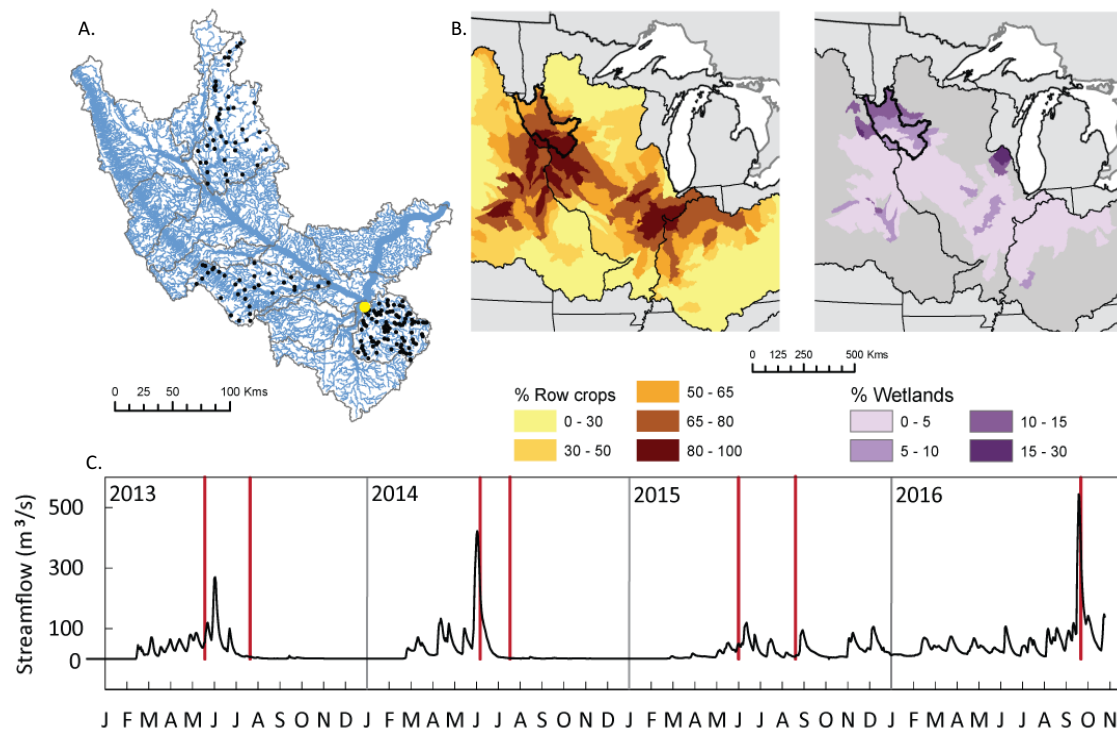 A.
B.
0 25 50 100 Kms
0 125 250 500 Kms
% Row crops
0 - 30
30 - 50
50 - 65
65 - 80
80 - 100
% Wetlands
0 - 5
5 - 10
10 - 15
15 - 30
C.
2013 2014 2015 2016
Streamflow (m³/s)
500
300
100
0
J F M A M J J A S O N D J F M A M J J A S O N D J F M A M J J A S O N D J F M A M J J A S O N